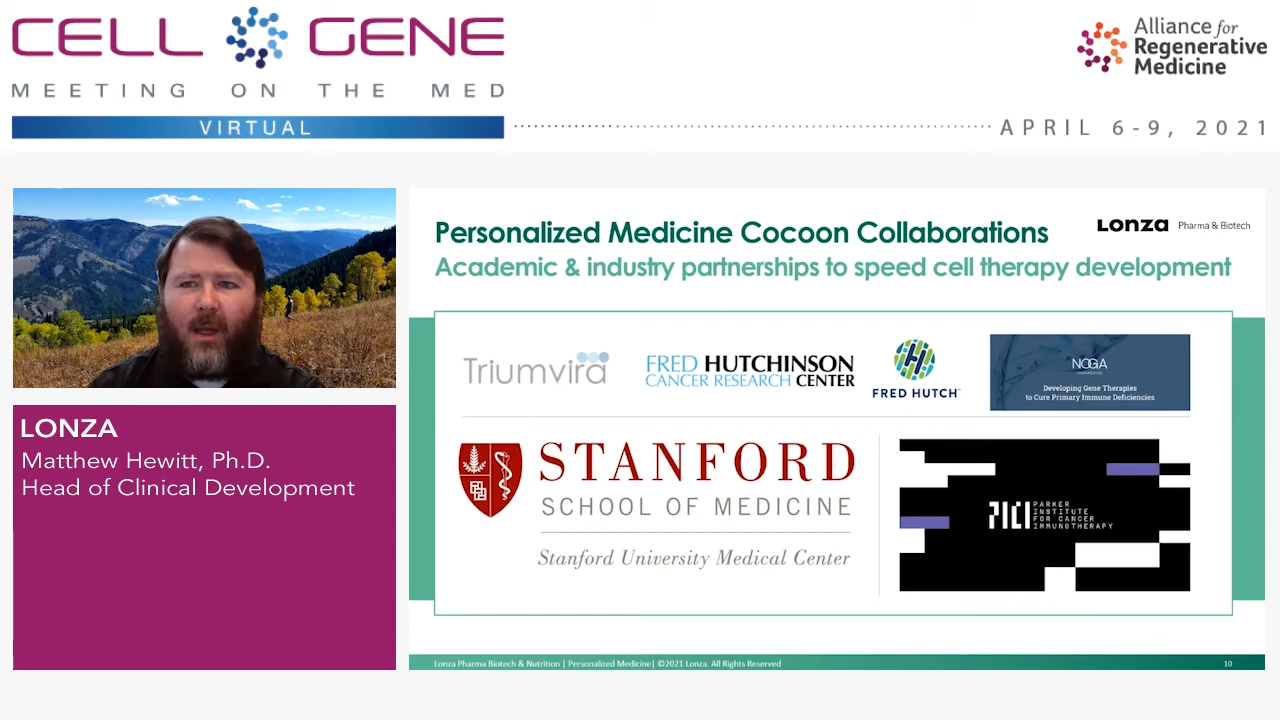 CELL GENE
MEETING ON THE MED
VIRTUAL
Alliance for
Regenerative
Medicine
APRIL 6-9, 2021
LONZA
Matthew Hewitt, Ph.D.
Head of Clinical Development
Personalized Medicine Cocoon Collaborations
Academic & industry partnerships to speed cell therapy development
Lonza Pharma & Biotech
Triumvira
FRED HUTCHINSON
CANCER RESEARCH CENTER
FRED HUTCH
NOGA
Developing Gene Therapies
to Cure Primary Immune Deficiencies
STANFORD
SCHOOL OF MEDICINE
Stanford University Medical Center
PICI
PARKER
INSTITUTE
FOR CANCER
IMMUNOTHERAPY
Lonza Pharma Biotech & Nutrition | Personalized Medicine| ©2021 Lonza. All Rights Reserved
10